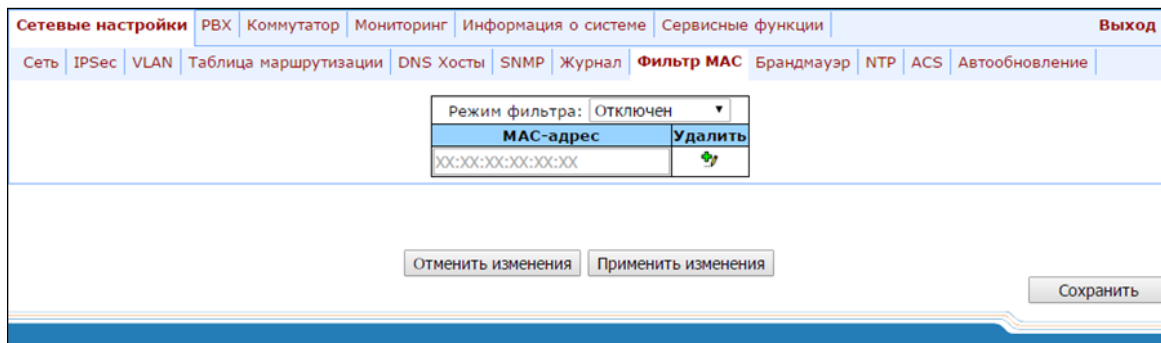 Сетевые настройки PBX Коммутатор Мониторинг Информация о системе Сервисные функции Выход
Сеть IPSec VLAN Таблица маршрутизации DNS Хосты SNMP Журнал Фильтр MAC Брандмауэр NTP ACS Автообновление
Режим фильтра: Отключен
MAC-адрес Удалить
XX:XX:XX:XX:XX:XX
Отменить изменения Применить изменения
Сохранить